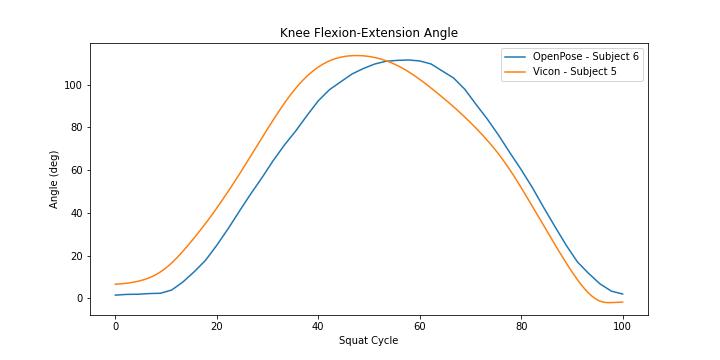 Knee Flexion-Extension Angle
OpenPose - Subject 6
Vicon - Subject 5
Angle (deg)
100
80
60
40
20
0
0 20 40 60 80 100
Squat Cycle